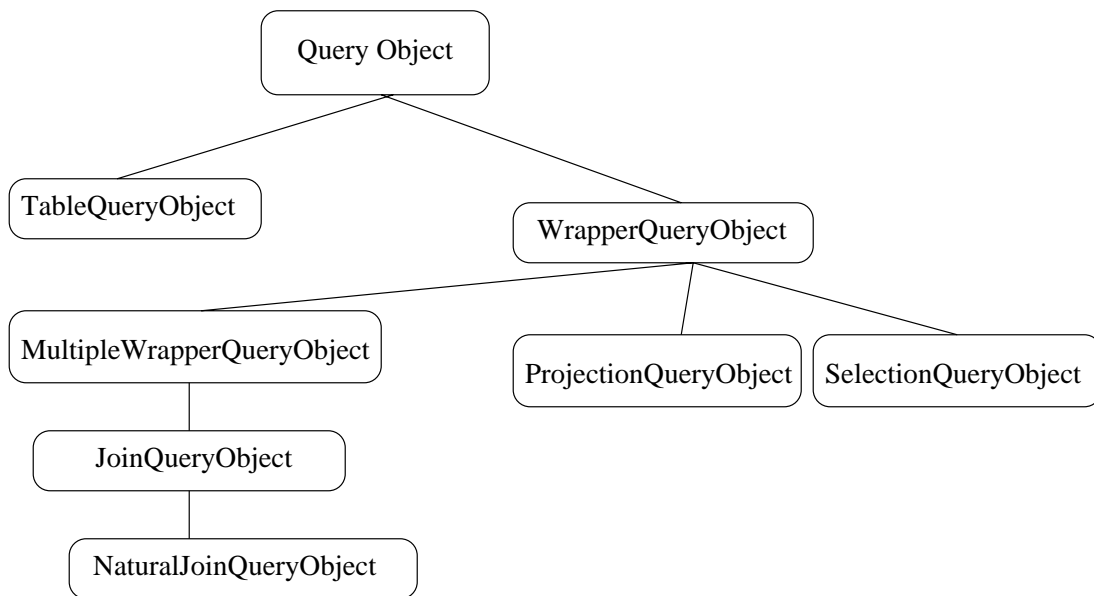 Query Object
TableQueryObject
WrapperQueryObject
MultipleWrapperQueryObject
ProjectionQueryObject
SelectionQueryObject
JoinQueryObject
NaturalJoinQueryObject